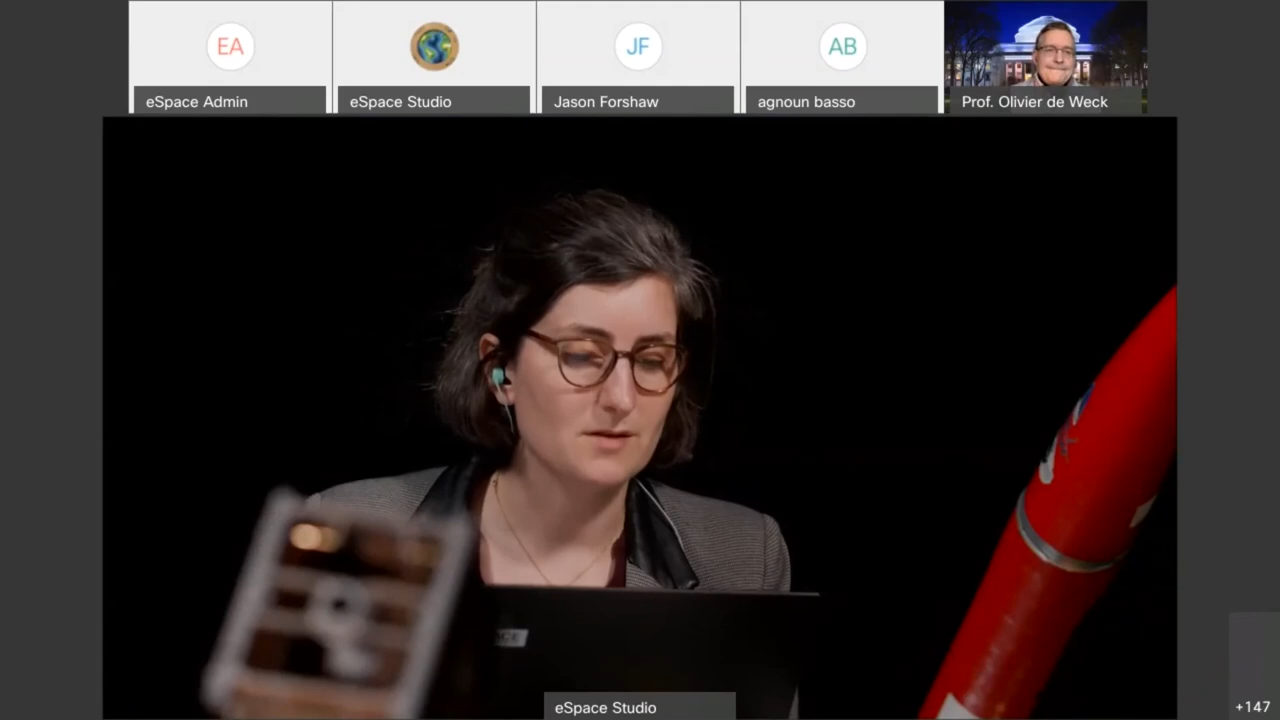 EA
JF
AB
eSpace Admin
eSpace Studio
Jason Forshaw
agnoun basso
Prof. Olivier de Weck
eSpace Studio
+147